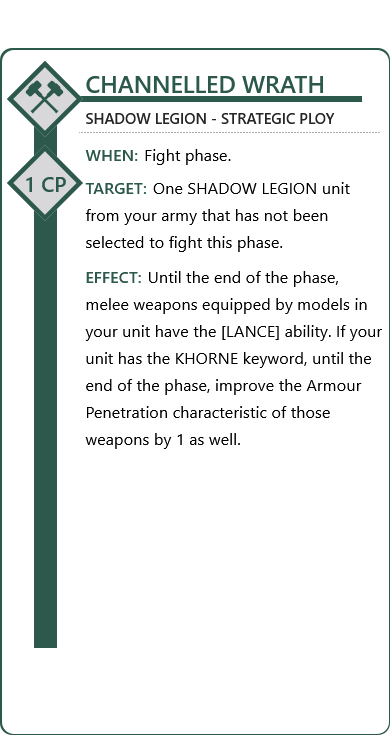 CHANNELLED WRATH
SHADOW LEGION - STRATEGIC PLOY
1 CP
WHEN: Fight phase.
TARGET: One SHADOW LEGION unit
from your army that has not been
selected to fight this phase.
EFFECT: Until the end of the phase,
melee weapons equipped by models in
your unit have the [LANCE] ability. If your
unit has the KHORNE keyword, until the
end of the phase, improve the Armour
Penetration characteristic of those
weapons by 1 as well.